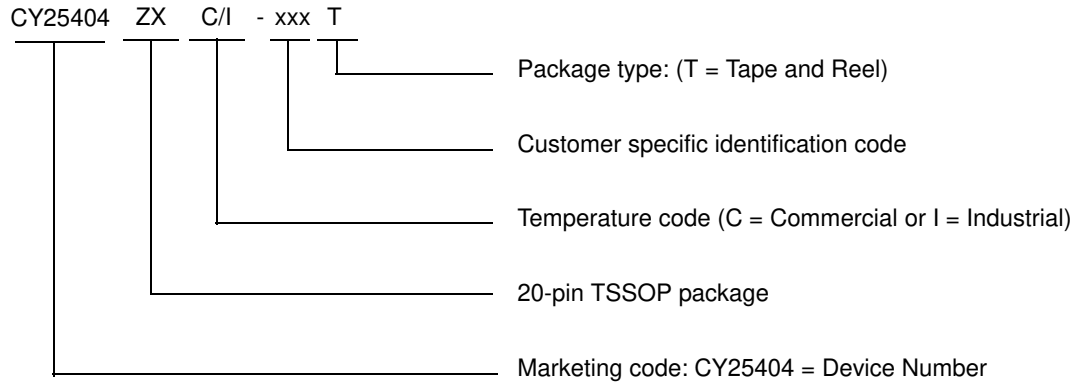 CY25404 ZX C/I - xxx T
Package type: (T = Tape and Reel)
Customer specific identification code
Temperature code (C = Commercial or I = Industrial)
20-pin TSSOP package
Marketing code: CY25404 = Device Number